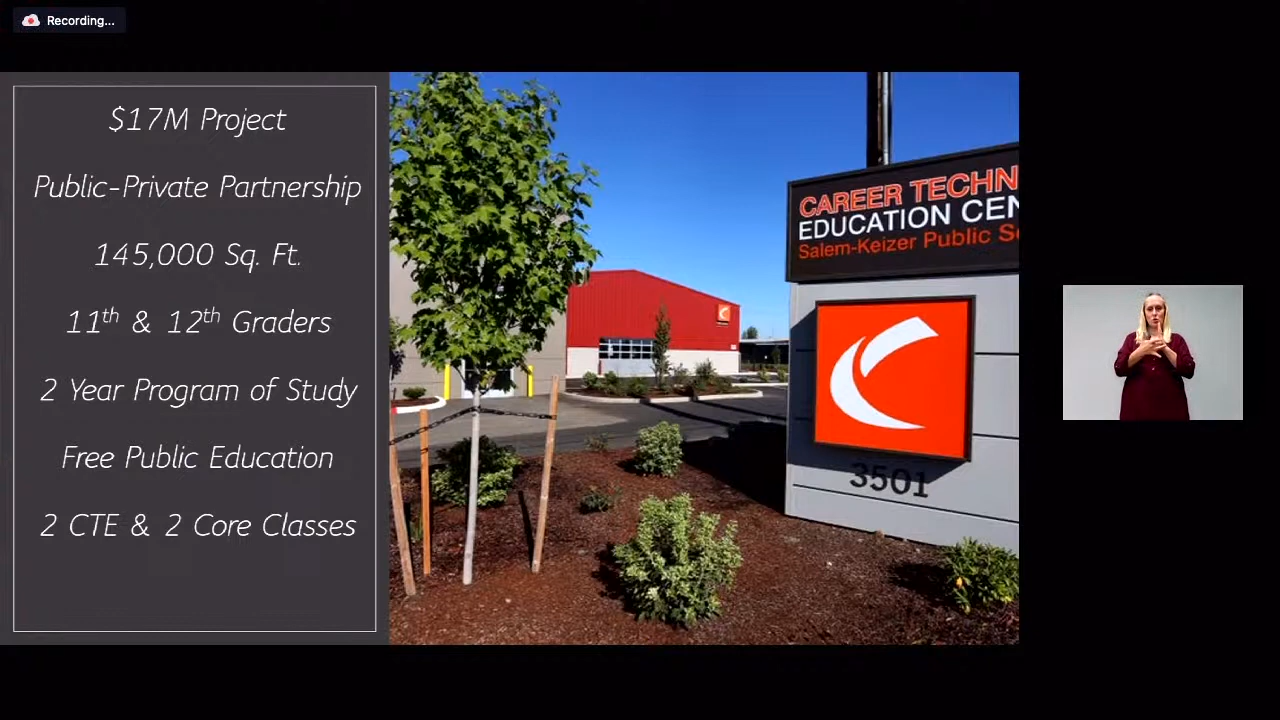 Recording...
$17M Project
Public-Private Partnership
145,000 Sq. Ft.
11th & 12th Graders
2 Year Program of Study
Free Public Education
2 CTE & 2 Core Classes
CAREER TECHN
EDUCATION CEN
Salem-Keizer Public S
3501